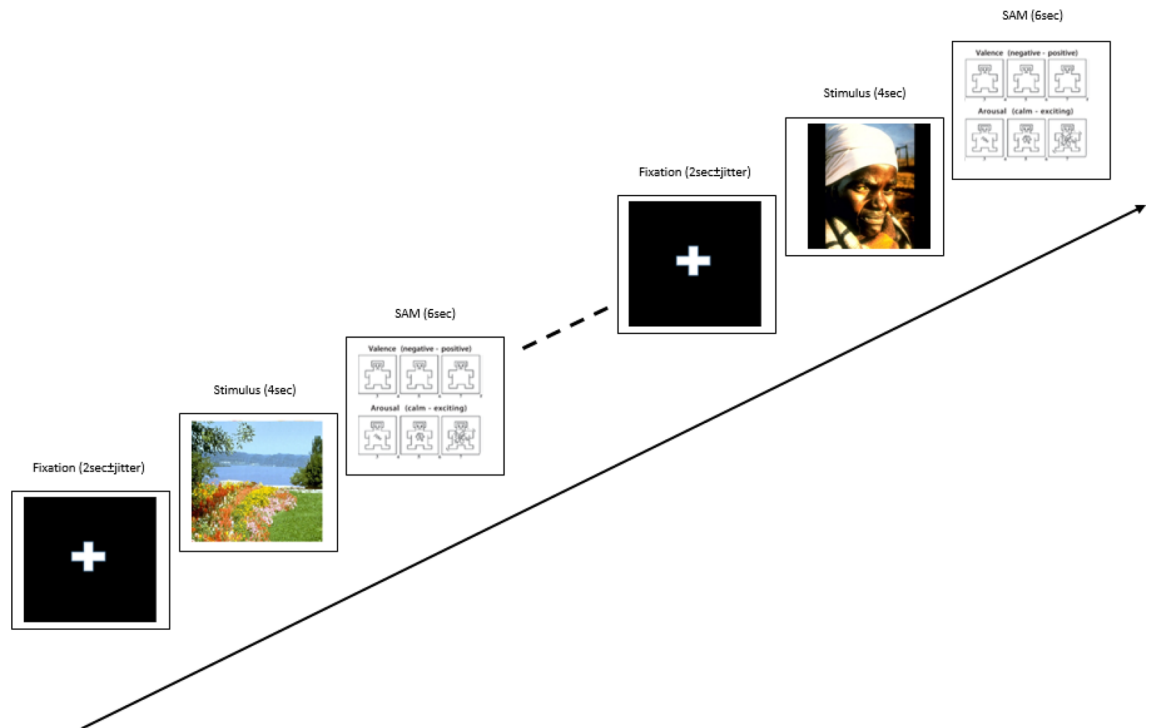 SAM (6sec)
Valence (negative - positive)
Stimulus (4sec)
Arousal (calm - exciting)
Fixation (2sec±jitter)
SAM (6sec)
Valence (negative - positive)
Stimulus (4sec)
Arousal (calm - exciting)
Fixation (2sec±jitter)